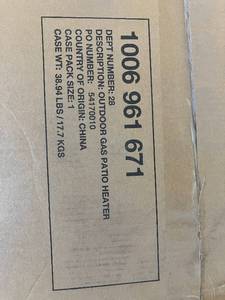 1006 961 671
DEPT NUMBER: 28
DESCRIPTION: OUTDOOR GAS PATIO HEATER
PO NUMBER: 54170010
COUNTRY OF ORIGIN: CHINA
CASE PACK SIZE: 1
CASE WT: 38.94 LBS / 17.7 KGS